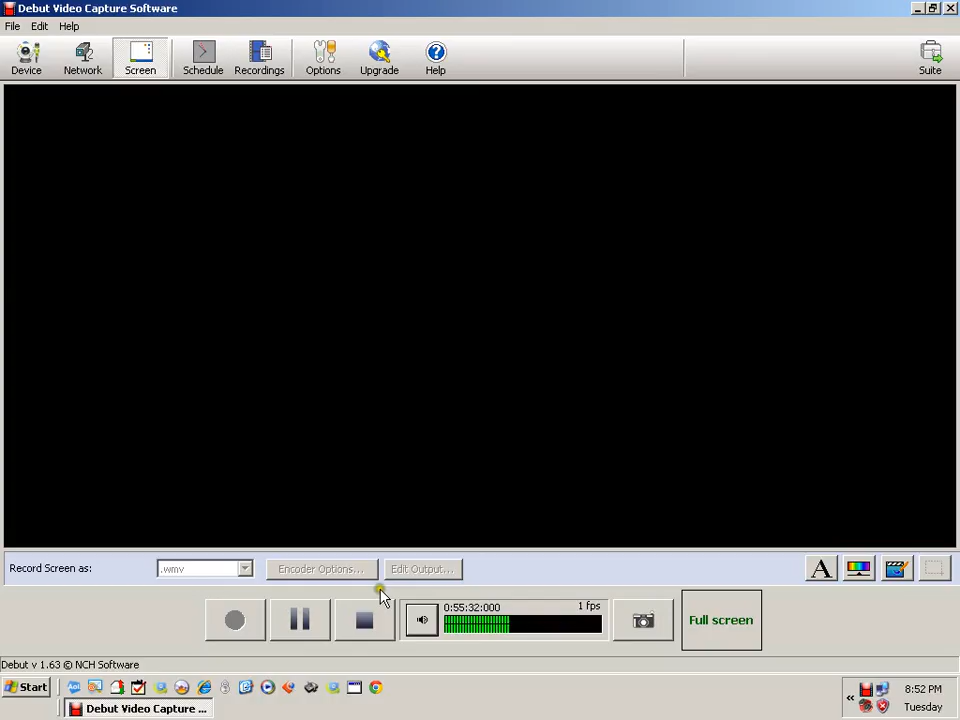 Debut Video Capture Software
File Edit Help
Device Network Screen Schedule Recordings Options Upgrade Help Suite
Record Screen as: .wmv Encoder Options... Edit Output... A
0:55:32:000 1 fps
Full screen
Debut v 1.63 © NCH Software
Start 8:52 PM
Debut Video Capture ... Tuesday